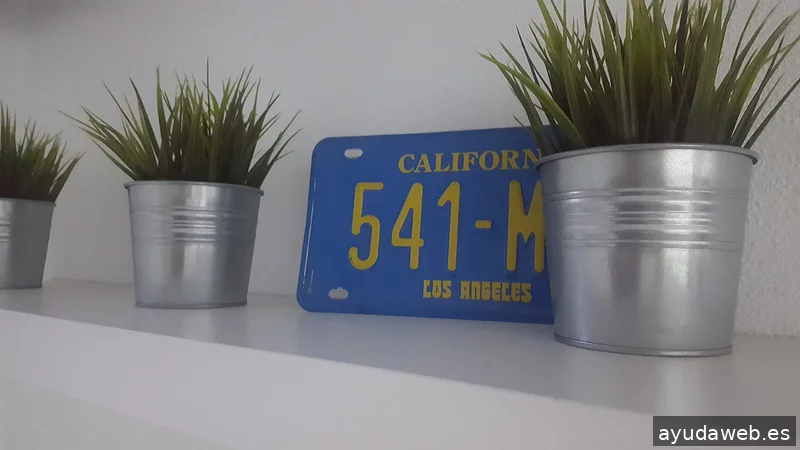 CALIFORN
541-M
LOS ANGELES
ayudaweb.es